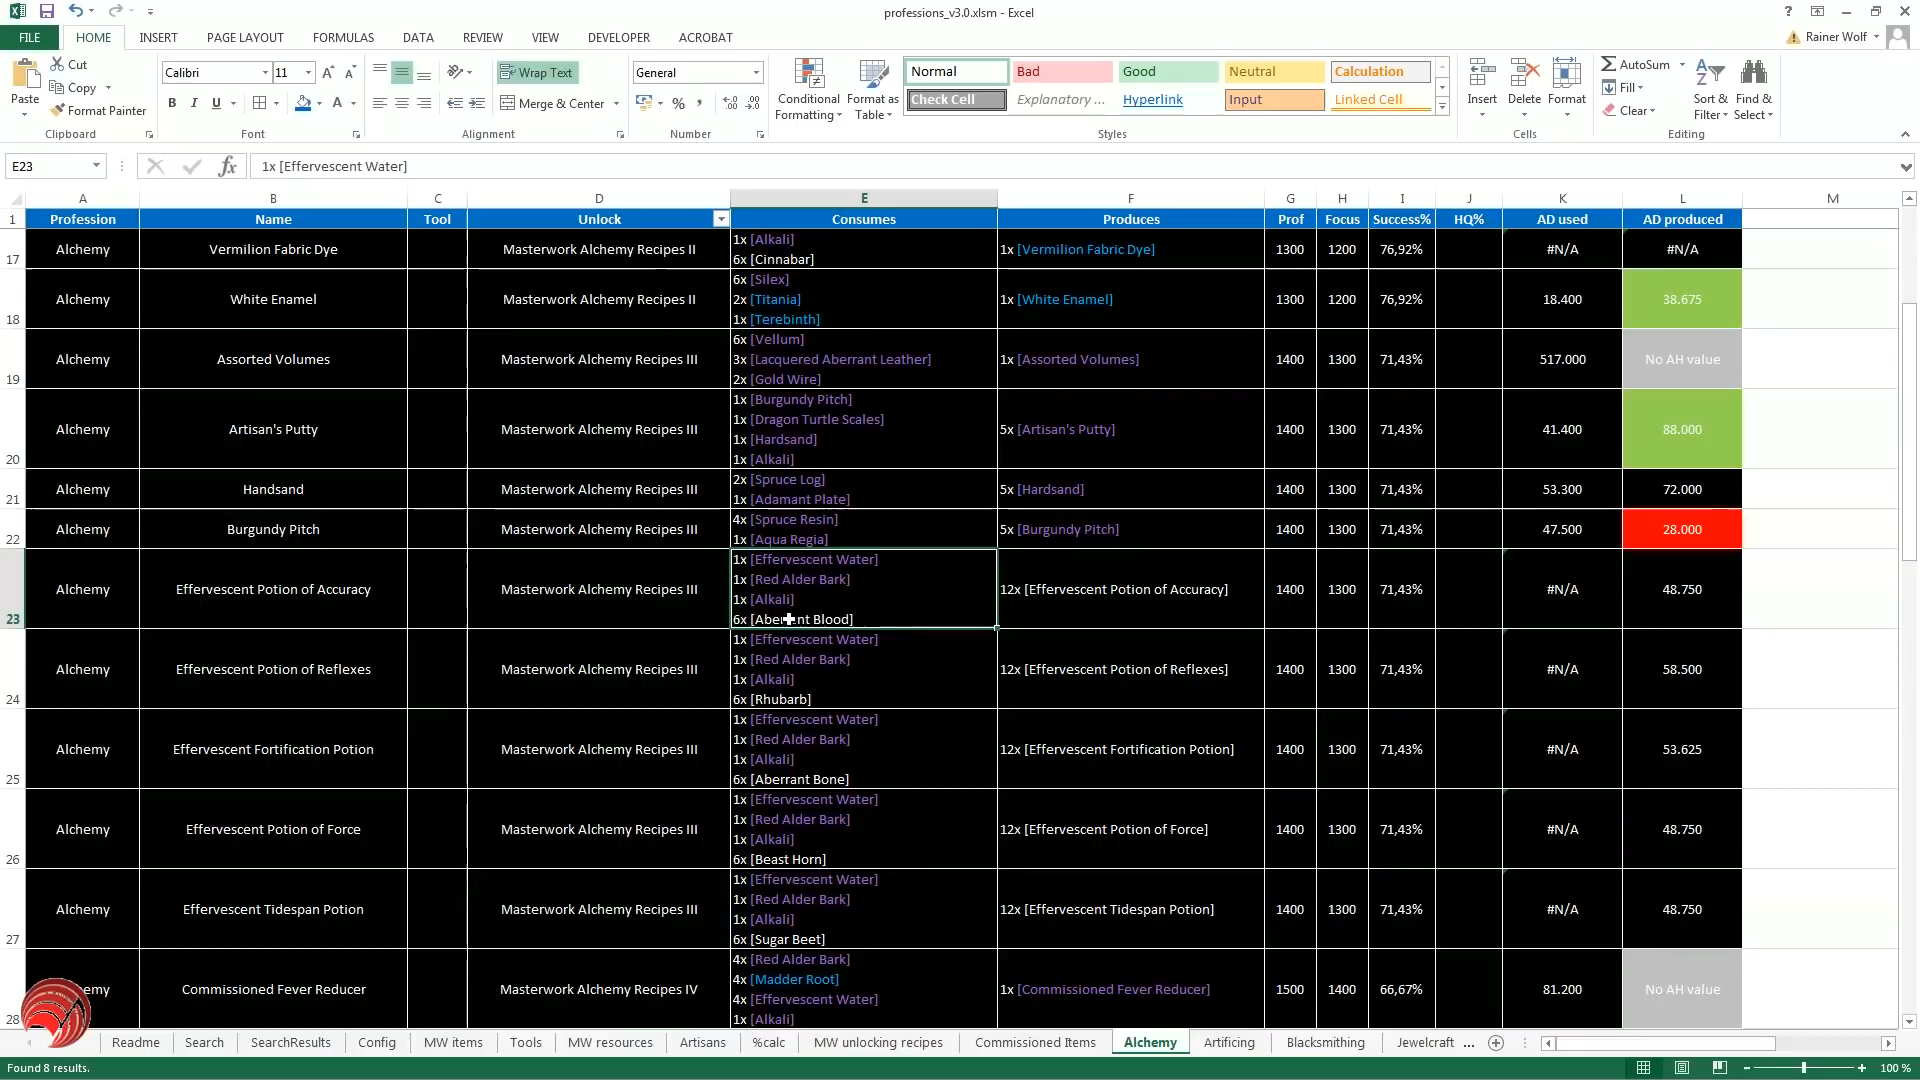 professions_v3.0.xlsm - Excel
FILE HOME INSERT PAGE LAYOUT FORMULAS DATA REVIEW VIEW DEVELOPER ACROBAT Rainer Wolf
Paste
Cut
Copy
Format Painter
Clipboard
Calibri 11
B I U
Font
Wrap Text
Merge & Center
Alignment
General
Number
Conditional Formatting
Format as Table
Normal Bad Good Neutral Calculation
Check Cell Explanatory ... Hyperlink Input Linked Cell
Styles
Insert Delete Format
Cells
AutoSum
Fill
Clear
Sort & Filter
Find & Select
Editing
E23 fx 1x [Effervescent Water]
A B C D E F G H I J K L M
1 Profession Name Tool Unlock Consumes Produces Prof Focus Success% HQ% AD used AD produced
17 Alchemy Vermilion Fabric Dye Masterwork Alchemy Recipes II
1x [Alkali]
6x [Cinnabar]
1x [Vermilion Fabric Dye] 1300 1200 76,92% #N/A #N/A
18 Alchemy White Enamel Masterwork Alchemy Recipes II
6x [Silex]
2x [Titania]
1x [Terebinth]
1x [White Enamel] 1300 1200 76,92% 18.400 38.675
19 Alchemy Assorted Volumes Masterwork Alchemy Recipes III
6x [Vellum]
3x [Lacquered Aberrant Leather]
2x [Gold Wire]
1x [Assorted Volumes] 1400 1300 71,43% 517.000 No AH value
20 Alchemy Artisan's Putty Masterwork Alchemy Recipes III
1x [Burgundy Pitch]
1x [Dragon Turtle Scales]
1x [Hardsand]
1x [Alkali]
5x [Artisan's Putty] 1400 1300 71,43% 41.400 88.000
21 Alchemy Handsand Masterwork Alchemy Recipes III
2x [Spruce Log]
1x [Adamant Plate]
5x [Hardsand] 1400 1300 71,43% 53.300 72.000
22 Alchemy Burgundy Pitch Masterwork Alchemy Recipes III
4x [Spruce Resin]
1x [Aqua Regia]
5x [Burgundy Pitch] 1400 1300 71,43% 47.500 28.000
23 Alchemy Effervescent Potion of Accuracy Masterwork Alchemy Recipes III
1x [Effervescent Water]
1x [Red Alder Bark]
1x [Alkali]
6x [Aberrant Blood]
12x [Effervescent Potion of Accuracy] 1400 1300 71,43% #N/A 48.750
24 Alchemy Effervescent Potion of Reflexes Masterwork Alchemy Recipes III
1x [Effervescent Water]
1x [Red Alder Bark]
1x [Alkali]
6x [Rhubarb]
12x [Effervescent Potion of Reflexes] 1400 1300 71,43% #N/A 58.500
25 Alchemy Effervescent Fortification Potion Masterwork Alchemy Recipes III
1x [Effervescent Water]
1x [Red Alder Bark]
1x [Alkali]
6x [Aberrant Bone]
12x [Effervescent Fortification Potion] 1400 1300 71,43% #N/A 53.625
26 Alchemy Effervescent Potion of Force Masterwork Alchemy Recipes III
1x [Effervescent Water]
1x [Red Alder Bark]
1x [Alkali]
6x [Beast Horn]
12x [Effervescent Potion of Force] 1400 1300 71,43% #N/A 48.750
27 Alchemy Effervescent Tidespan Potion Masterwork Alchemy Recipes III
1x [Effervescent Water]
1x [Red Alder Bark]
1x [Alkali]
6x [Sugar Beet]
12x [Effervescent Tidespan Potion] 1400 1300 71,43% #N/A 48.750
28 Commissioned Fever Reducer Masterwork Alchemy Recipes IV
4x [Red Alder Bark]
4x [Madder Root]
4x [Effervescent Water]
1x [Alkali]
1x [Commissioned Fever Reducer] 1500 1400 66,67% 81.200 No AH value
Readme Search SearchResults Config MW items Tools MW resources Artisans %calc MW unlocking recipes Commissioned Items Alchemy Artificing Blacksmithing Jewelcraft ...
Found 8 results. 100 %